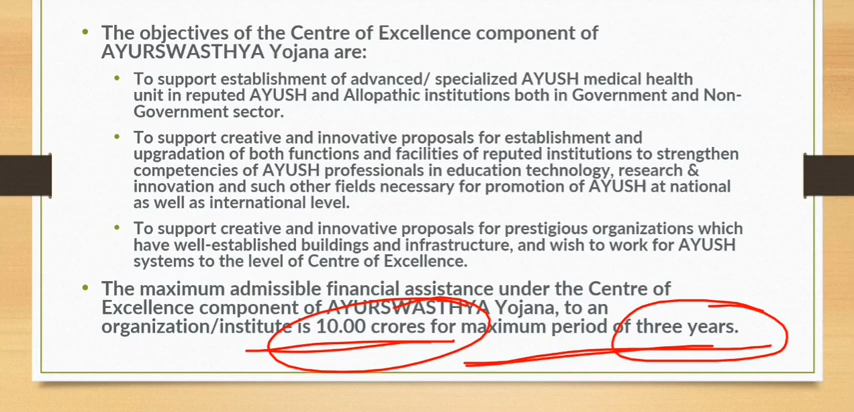 • The objectives of the Centre of Excellence component of
AYURSWASTHYA Yojana are:
• To support establishment of advanced/ specialized AYUSH medical health
unit in reputed AYUSH and Allopathic institutions both in Government and Non-
Government sector.
• To support creative and innovative proposals for establishment and
upgradation of both functions and facilities of reputed institutions to strengthen
competencies of AYUSH professionals in education technology, research &
innovation and such other fields necessary for promotion of AYUSH at national
as well as international level.
• To support creative and innovative proposals for prestigious organizations which
have well-established buildings and infrastructure, and wish to work for AYUSH
systems to the level of Centre of Excellence.
• The maximum admissible financial assistance under the Centre of
Excellence component of AYURSWASTHYA Yojana, to an
organization/institute is 10.00 crores for maximum period of three years.